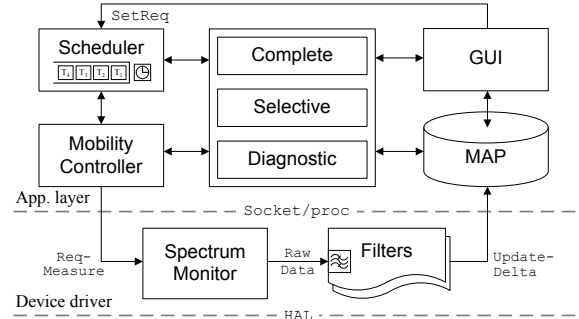 SetReq
Scheduler
T4 T3 T2 T1
Complete
GUI
Selective
Mobility
Controller
Diagnostic
MAP
App. layer
Socket/proc
Req-
Measure
Spectrum
Monitor
Raw
Data
Filters
Update-
Delta
Device driver
HAL